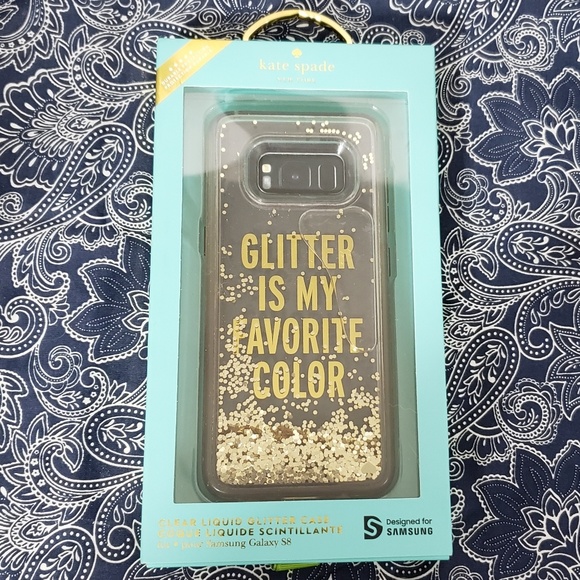 kate spade
NEW YORK
GLITTER
IS MY
FAVORITE
COLOR
CLEAR LIQUID GLITTER CASE
COQUE LIQUIDE SCINTILLANTE
Samsung Galaxy S8
Designed for
SAMSUNG